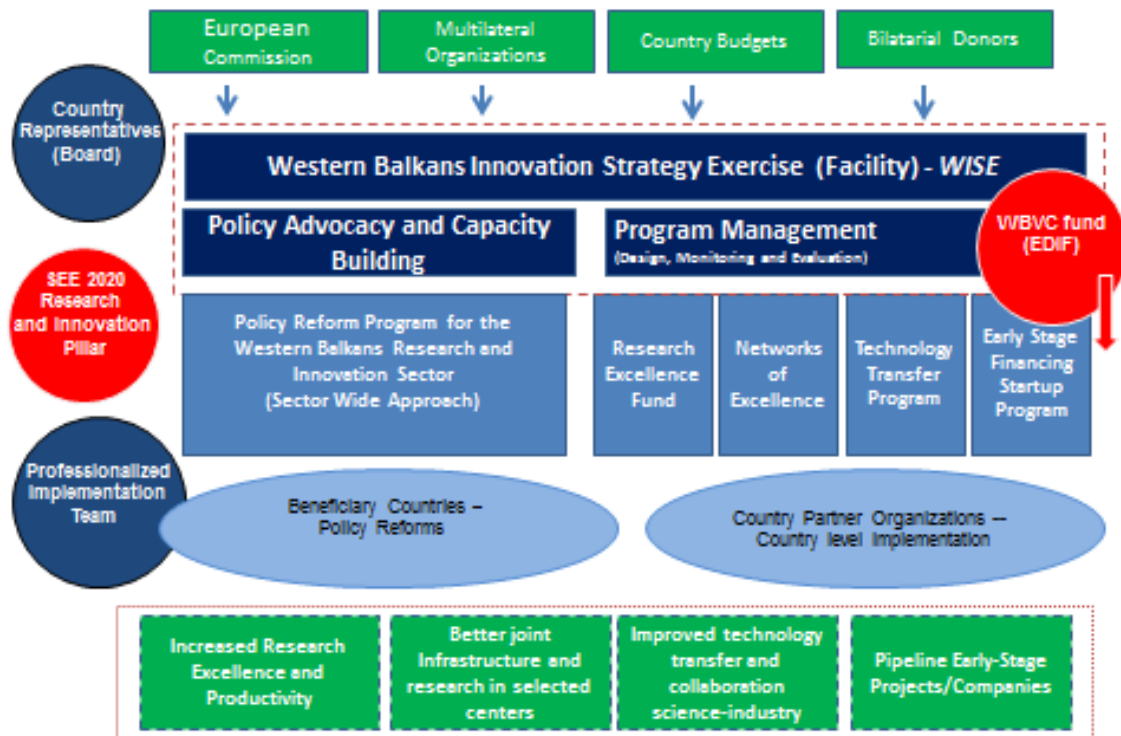 European
Commission
Multilateral
Organizations
Country Budgets
Bilatarial Donors
Country
Representatives
(Board)
Western Balkans Innovation Strategy Exercise (Facility) - WISE
Policy Advocacy and Capacity
Building
Program Management
(Design, Monitoring and Evaluation)
WBVC fund
(EDIF)
SEE 2020
Research
and Innovation
Pillar
Policy Reform Program for the
Western Balkans Research and
Innovation Sector
(Sector Wide Approach)
Research
Excellence
Fund
Networks
of
Excellence
Technology
Transfer
Program
Early Stage
Financing
Startup
Program
Professionalized
Implementation
Team
Beneficiary Countries –
Policy Reforms
Country Partner Organizations –
Country level Implementation
Increased Research
Excellence and
Productivity
Better joint
Infrastructure and
research in selected
centers
Improved technology
transfer and
collaboration
science-industry
Pipeline Early-Stage
Projects/Companies